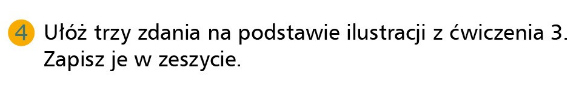 4 Ułóż trzy zdania na podstawie ilustracji z ćwiczenia 3.
Zapisz je w zeszycie.